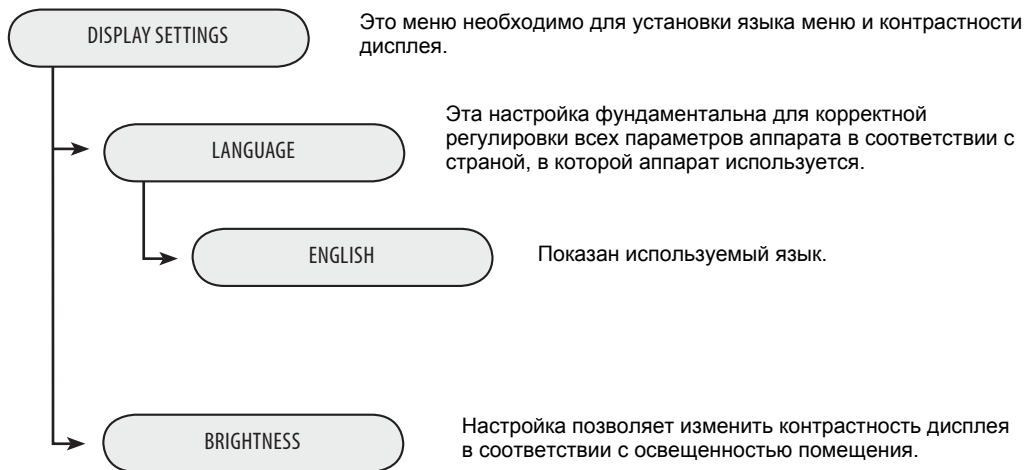 DISPLAY SETTINGS
Это меню необходимо для установки языка меню и контрастности
дисплея.
LANGUAGE
Эта настройка фундаментальна для корректной
регулировки всех параметров аппарата в соответствии с
страной, в которой аппарат используется.
ENGLISH
Показан используемый язык.
BRIGHTNESS
Настройка позволяет изменить контрастность дисплея
в соответствии с освещенностью помещения.